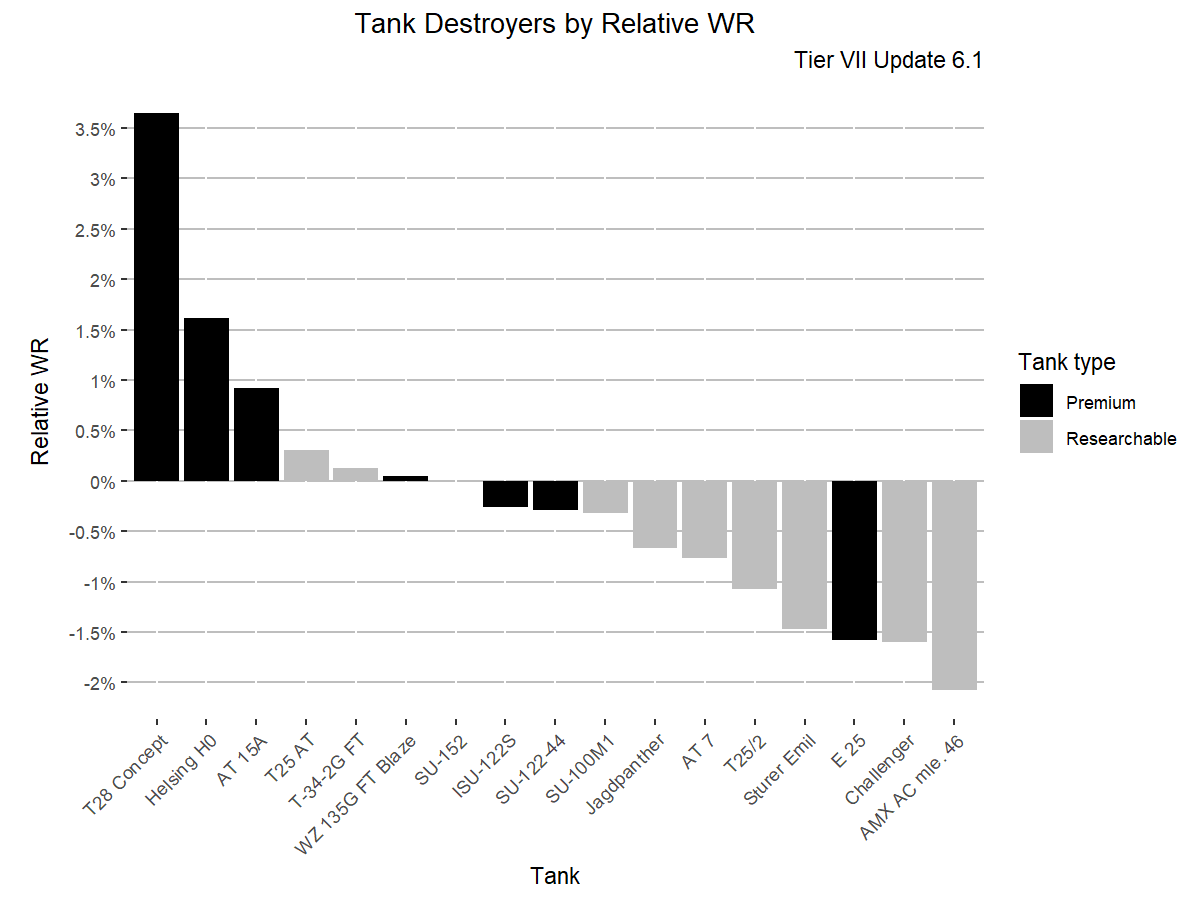 Tank Destroyers by Relative WR
Tier VII Update 6.1
Relative WR
3.5%
3%
2.5%
2%
1.5%
1%
0.5%
0%
-0.5%
-1%
-1.5%
-2%
T28 Concept
Helsing H0
AT 15A
T25 AT
T-34-2G FT
WZ 135G FT Blaze
SU-152
ISU-122S
SU-122-44
SU-100M1
Jagdpanther
AT 7
T25/2
Sturer Emil
E 25
Challenger
AMX AC mle. 46
Tank
Tank type
Premium
Researchable